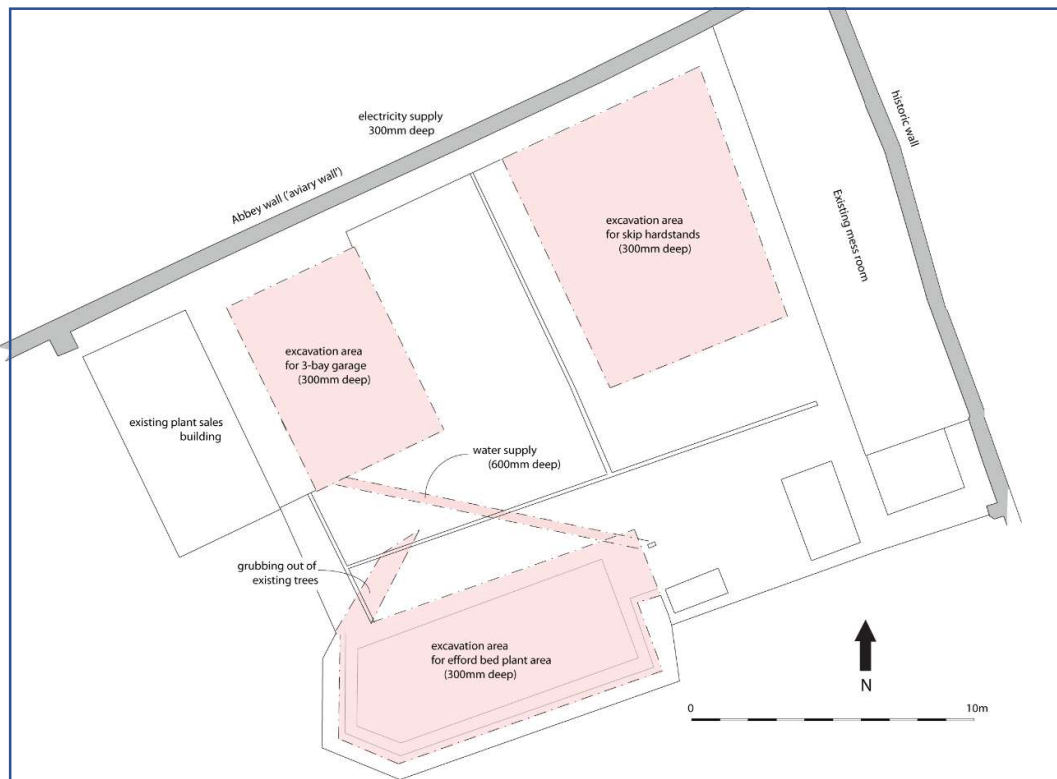 electricity supply
300mm deep
Abbey wall ('aviary wall')
historic wall
excavation area
for skip hardstands
(300mm deep)
Existing mess room
excavation area
for 3-bay garage
(300mm deep)
existing plant sales
building
water supply
(600mm deep)
grubbing out of
existing trees
excavation area
for efford bed plant area
(300mm deep)
N
0
10m